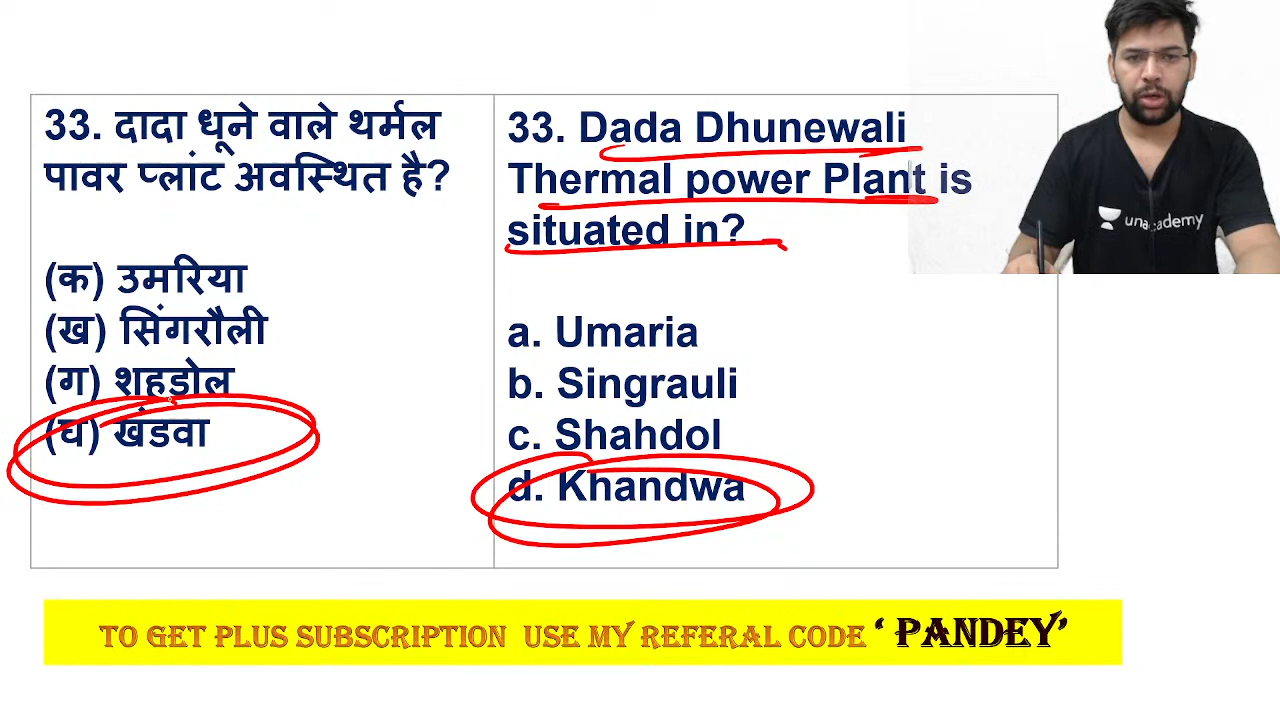 33. दादा धूने वाले थर्मल
पावर प्लांट अवस्थित है?
(क) उमरिया
(ख) सिंगरौली
(ग) शहडोल
(घ) खंडवा
33. Dada Dhunewali
Thermal power Plant is
situated in?
a. Umaria
b. Singrauli
c. Shahdol
d. Khandwa
unacademy
TO GET PLUS SUBSCRIPTION USE MY REFERAL CODE ‘ PANDEY’